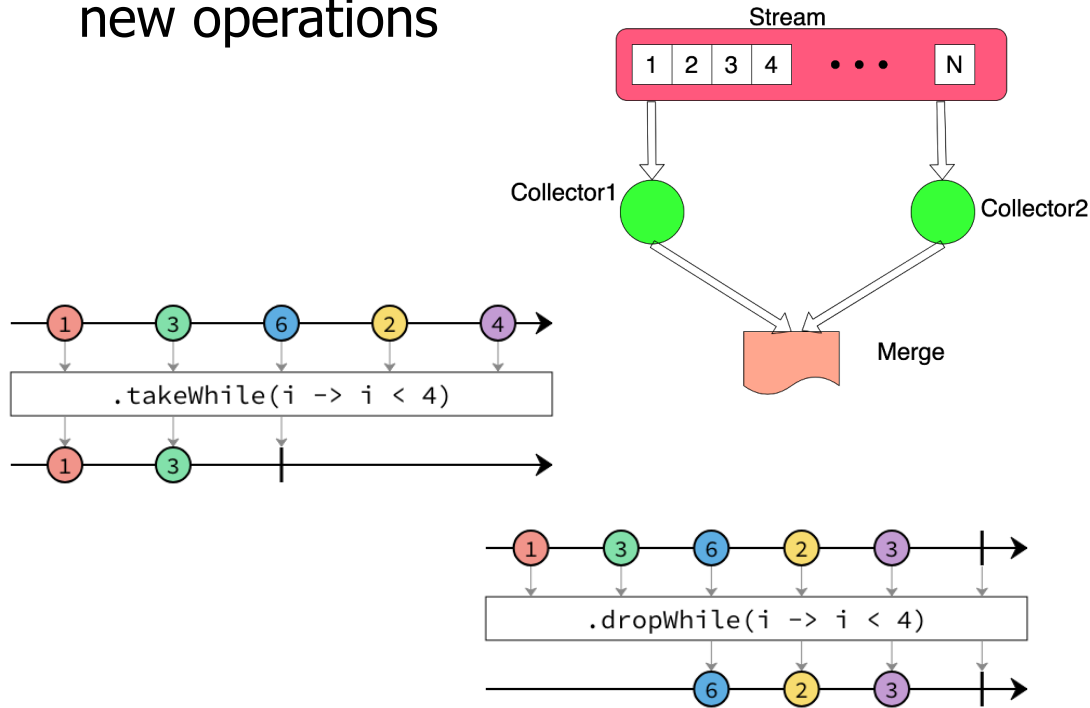 new operations
Stream
1 2 3 4 • • • N
Collector1
Collector2
Merge
1 3 6 2 4
.takeWhile(i -> i < 4)
1 3
1 3 6 2 3
.dropWhile(i -> i < 4)
6 2 3